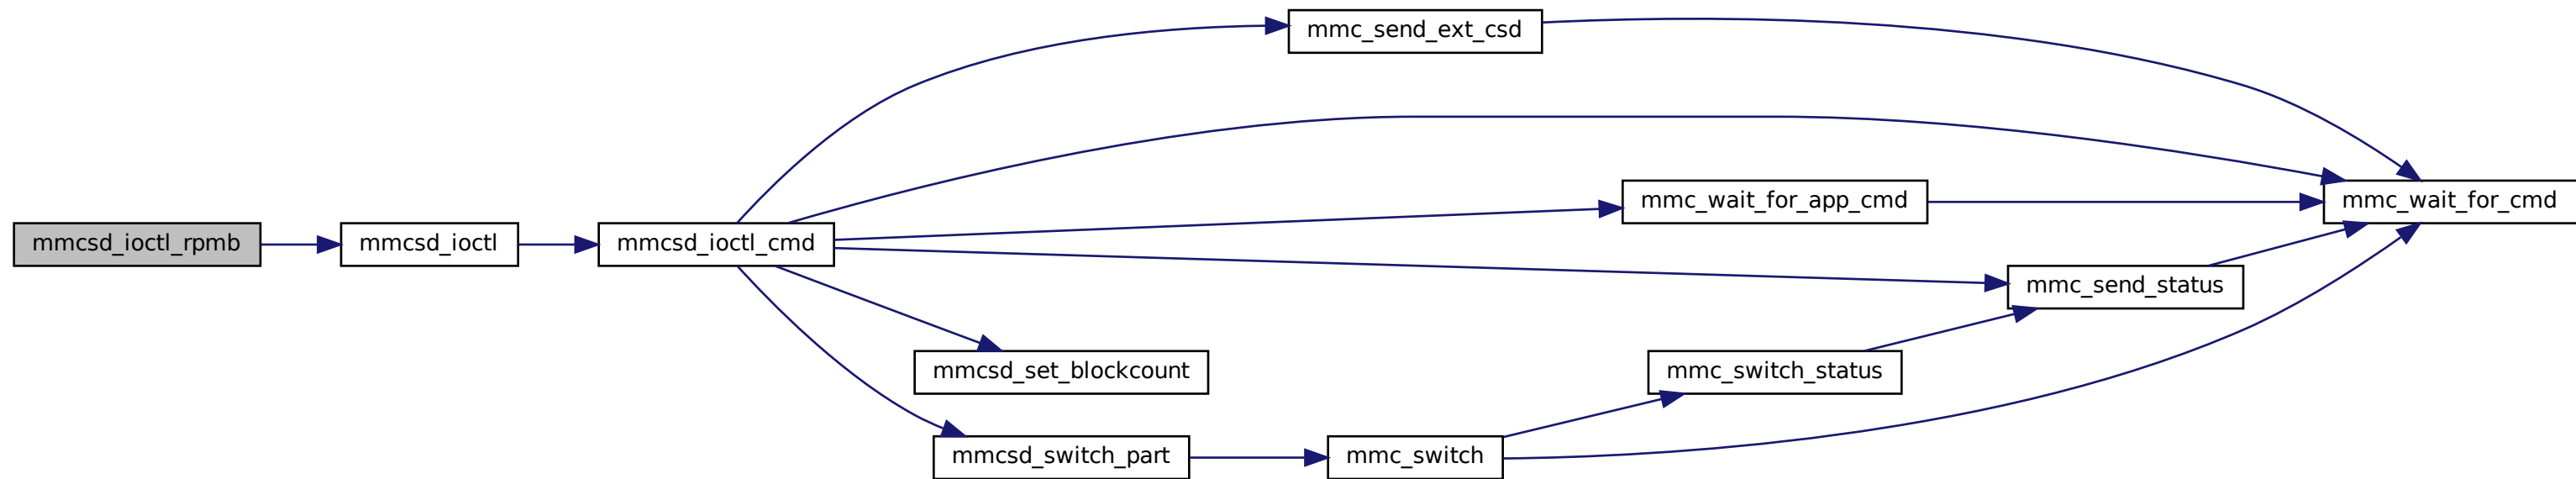 mmc_send_ext_csd
mmc_wait_for_app_cmd
mmc_wait_for_cmd
mmcsd_ioctl_rpmb
mmcsd_ioctl
mmcsd_ioctl_cmd
mmc_send_status
mmcsd_set_blockcount
mmc_switch_status
mmcsd_switch_part
mmc_switch